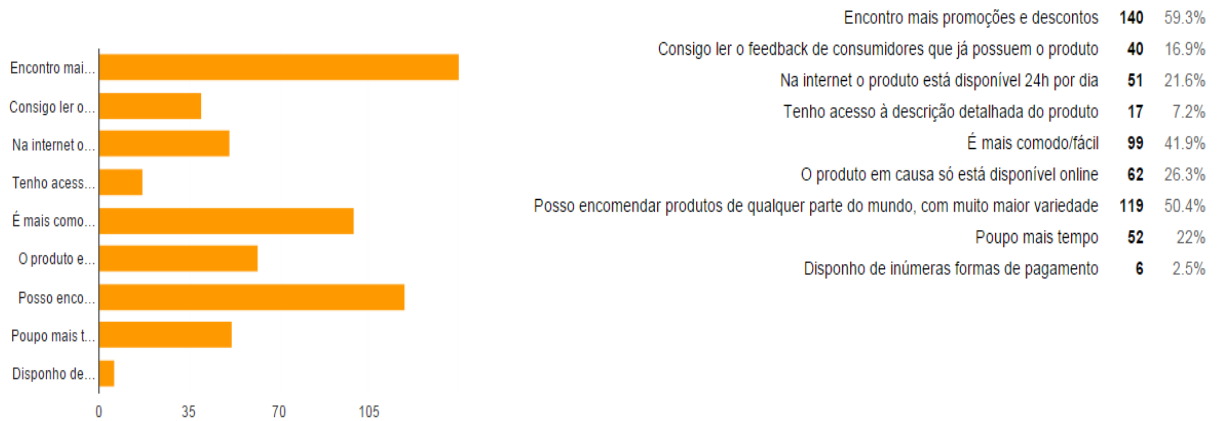 Encontro mai...
Consigo ler o...
Na internet o...
Tenho acess...
É mais como...
O produto e...
Posso enco...
Poupo mais t...
Disponho de...
0 35 70 105
Encontro mais promoções e descontos 140 59.3%
Consigo ler o feedback de consumidores que já possuem o produto 40 16.9%
Na internet o produto está disponível 24h por dia 51 21.6%
Tenho acesso à descrição detalhada do produto 17 7.2%
É mais comodo/fácil 99 41.9%
O produto em causa só está disponível online 62 26.3%
Posso encomendar produtos de qualquer parte do mundo, com muito maior variedade 119 50.4%
Poupo mais tempo 52 22%
Disponho de inúmeras formas de pagamento 6 2.5%